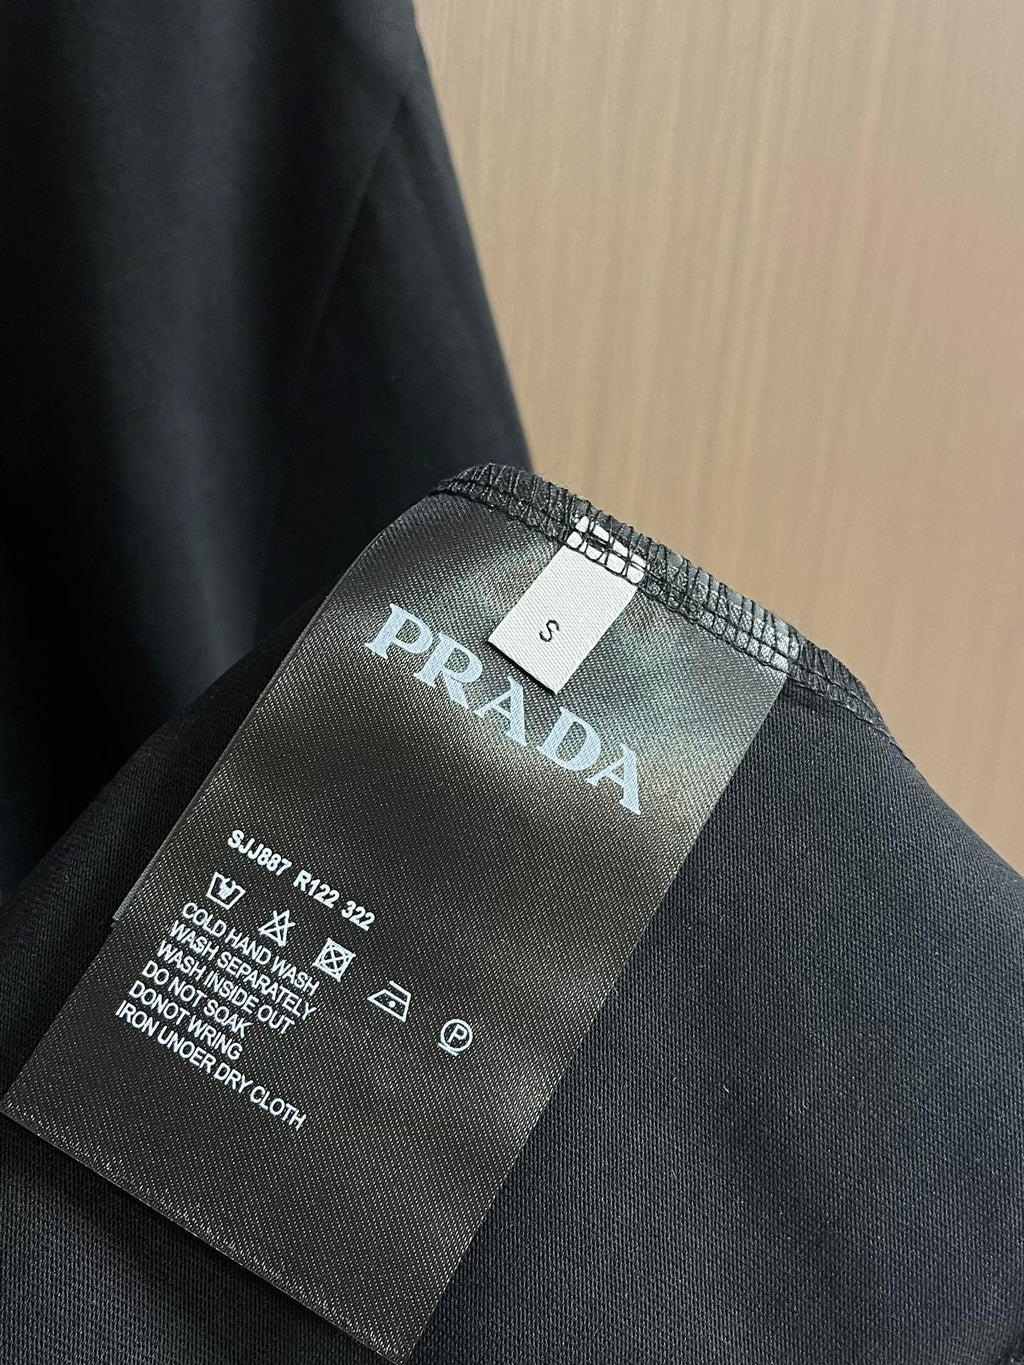 S
PRADA
SJJ887 R122 322
P
COLD HAND WASH
WASH SEPARATELY
WASH INSIDE OUT
DO NOT SOAK
DONOT WRING
IRON UNOER DRY CLOTH